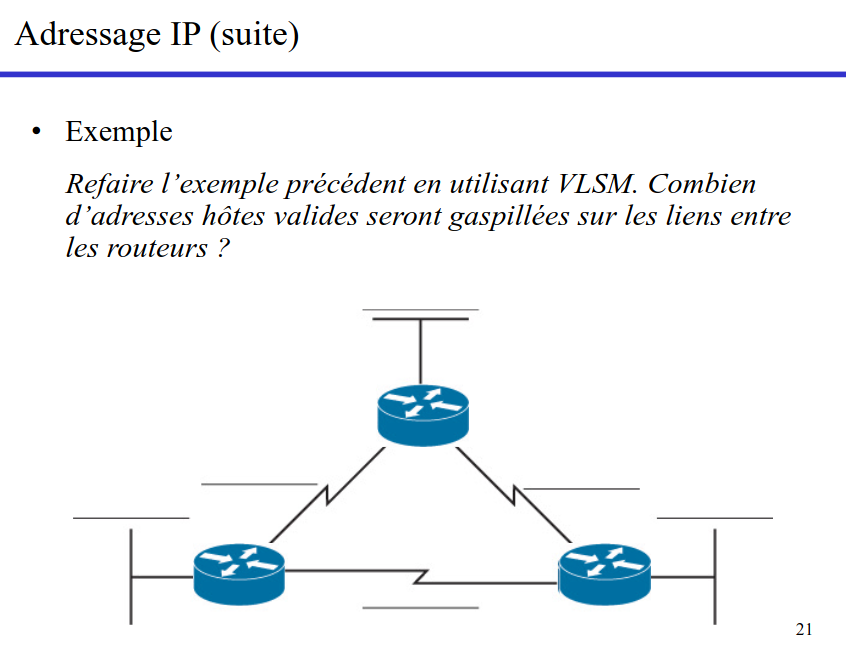 Adressage IP (suite)
• Exemple
Refaire l’exemple précédent en utilisant VLSM. Combien
d’adresses hôtes valides seront gaspillées sur les liens entre
les routeurs ?
21